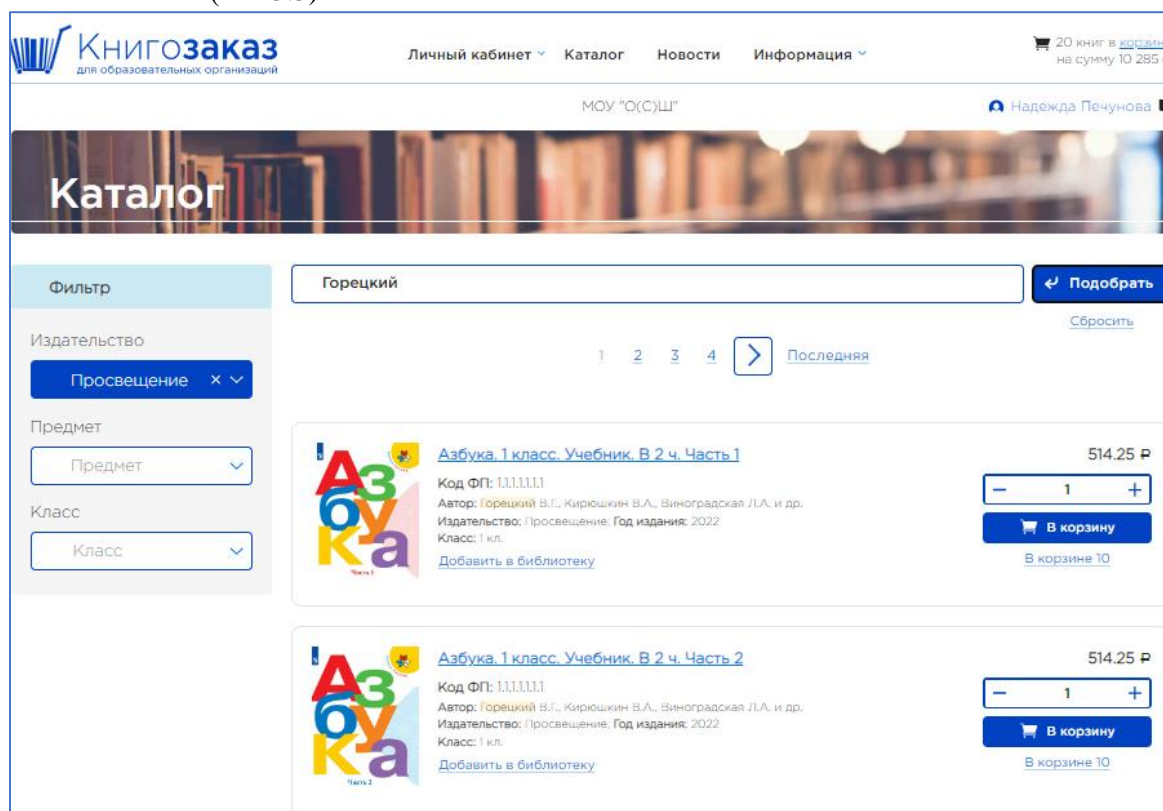 Книгозаказ
для образовательных организаций
Личный кабинет Каталог Новости Информация
20 книг в корзин
на сумму 10 285
МОУ "О(С)Ш"
Надежда Печунова
Каталог
Фильтр
Издательство
Просвещение
Предмет
Предмет
Класс
Класс
Горецкий
Подобрать
Сбросить
1 2 3 4 > Последняя
Азбука
Часть 1
Азбука. 1 класс. Учебник. В 2 ч. Часть 1
Код ФП: 1.1.1.1.1.1.1
Автор: Горецкий В.Г., Кирюшкин В.А., Виноградская Л.А. и др.
Издательство: Просвещение; Год издания: 2022
Класс: 1 кл.
Добавить в библиотеку
514.25 ₽
− 1 +
В корзину
В корзине 10
Азбука
Часть 2
Азбука. 1 класс. Учебник. В 2 ч. Часть 2
Код ФП: 1.1.1.1.1.1.1
Автор: Горецкий В.Г., Кирюшкин В.А., Виноградская Л.А. и др.
Издательство: Просвещение; Год издания: 2022
Класс: 1 кл.
Добавить в библиотеку
514.25 ₽
− 1 +
В корзину
В корзине 10